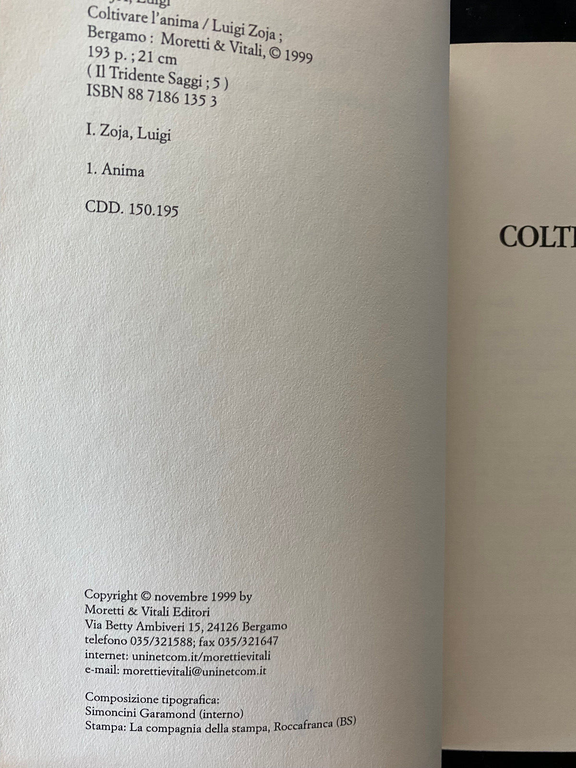 Luigi
Coltivare l'anima / Luigi Zoja ;
Bergamo : Moretti & Vitali, © 1999
193 p. ; 21 cm
( Il Tridente Saggi ; 5 )
ISBN 88 7186 135 3
I. Zoja, Luigi
1. Anima
CDD. 150.195
Copyright © novembre 1999 by
Moretti & Vitali Editori
Via Betty Ambiveri 15, 24126 Bergamo
telefono 035/321588; fax 035/321647
internet: uninetcom.it/morettievitali
e-mail: morettievitali@uninetcom.it
Composizione tipografica:
Simoncini Garamond (interno)
Stampa: La compagnia della stampa, Roccafranca (BS)
COLTI